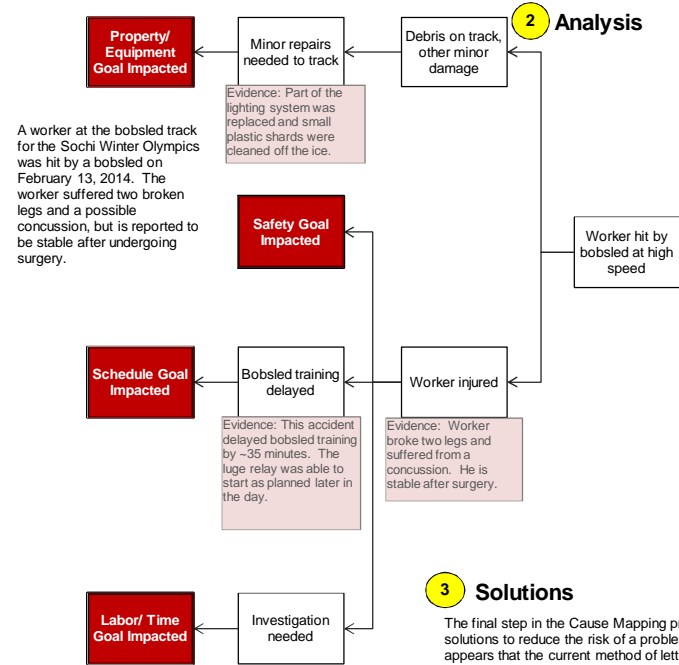 2 Analysis
Property/
Equipment
Goal Impacted
Minor repairs
needed to track
Debris on track,
other minor
damage
Evidence: Part of the
lighting system was
replaced and small
plastic shards were
cleaned off the ice.
A worker at the bobsled track
for the Sochi Winter Olympics
was hit by a bobsled on
February 13, 2014. The
worker suffered two broken
legs and a possible
concussion, but is reported to
be stable after undergoing
surgery.
Safety Goal
Impacted
Worker hit by
bobsled at high
speed
Schedule Goal
Impacted
Bobsled training
delayed
Worker injured
Evidence: This accident
delayed bobsled training
by ~35 minutes. The
luge relay was able to
start as planned later in
the day.
Evidence: Worker
broke two legs and
suffered from a
concussion. He is
stable after surgery.
Labor/ Time
Goal Impacted
Investigation
needed
3 Solutions
The final step in the Cause Mapping pr
solutions to reduce the risk of a proble
appears that the current method of lett